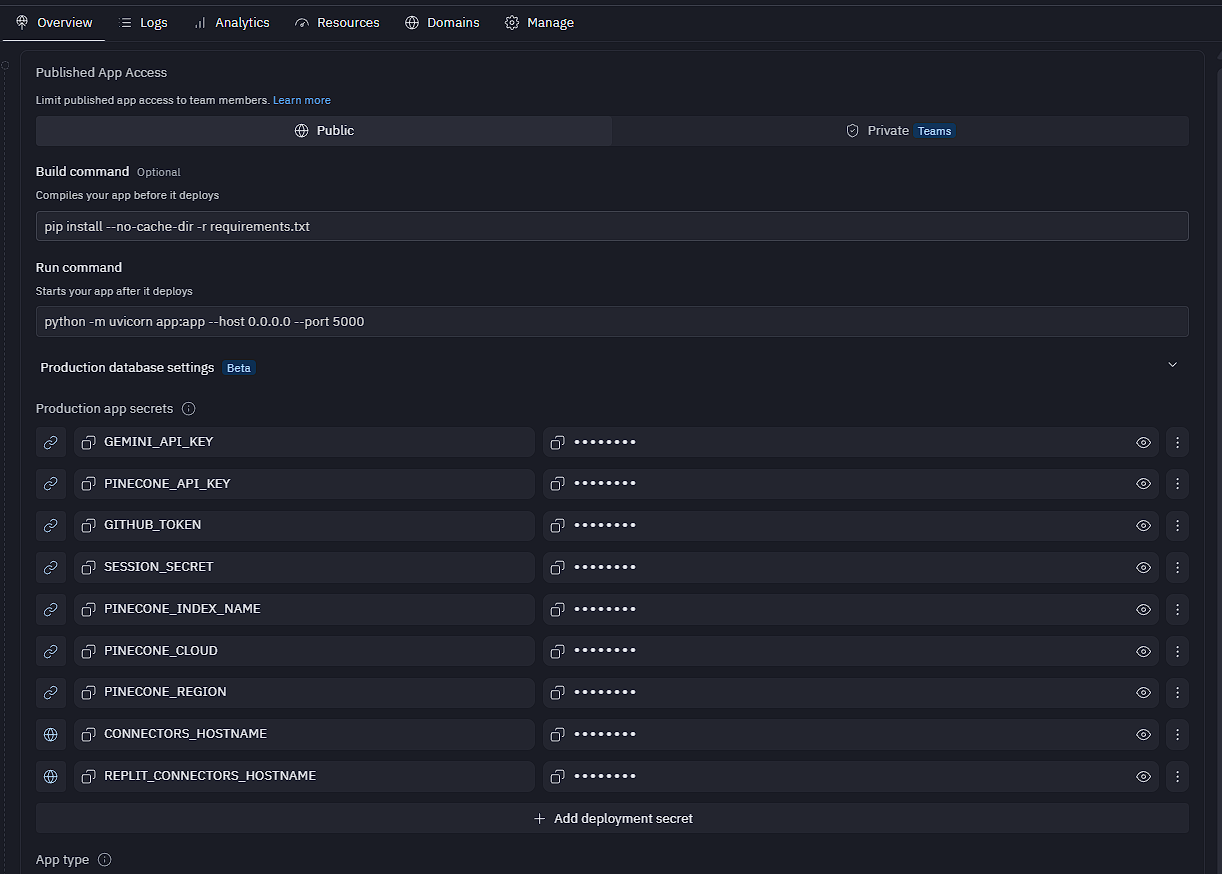 Overview Logs Analytics Resources Domains Manage
Published App Access
Limit published app access to team members. Learn more
Public Private Teams
Build command Optional
Compiles your app before it deploys
pip install --no-cache-dir -r requirements.txt
Run command
Starts your app after it deploys
python -m uvicorn app:app --host 0.0.0.0 --port 5000
Production database settings Beta
Production app secrets
GEMINI_API_KEY ••••••••
PINECONE_API_KEY ••••••••
GITHUB_TOKEN ••••••••
SESSION_SECRET ••••••••
PINECONE_INDEX_NAME ••••••••
PINECONE_CLOUD ••••••••
PINECONE_REGION ••••••••
CONNECTORS_HOSTNAME ••••••••
REPLIT_CONNECTORS_HOSTNAME ••••••••
+ Add deployment secret
App type